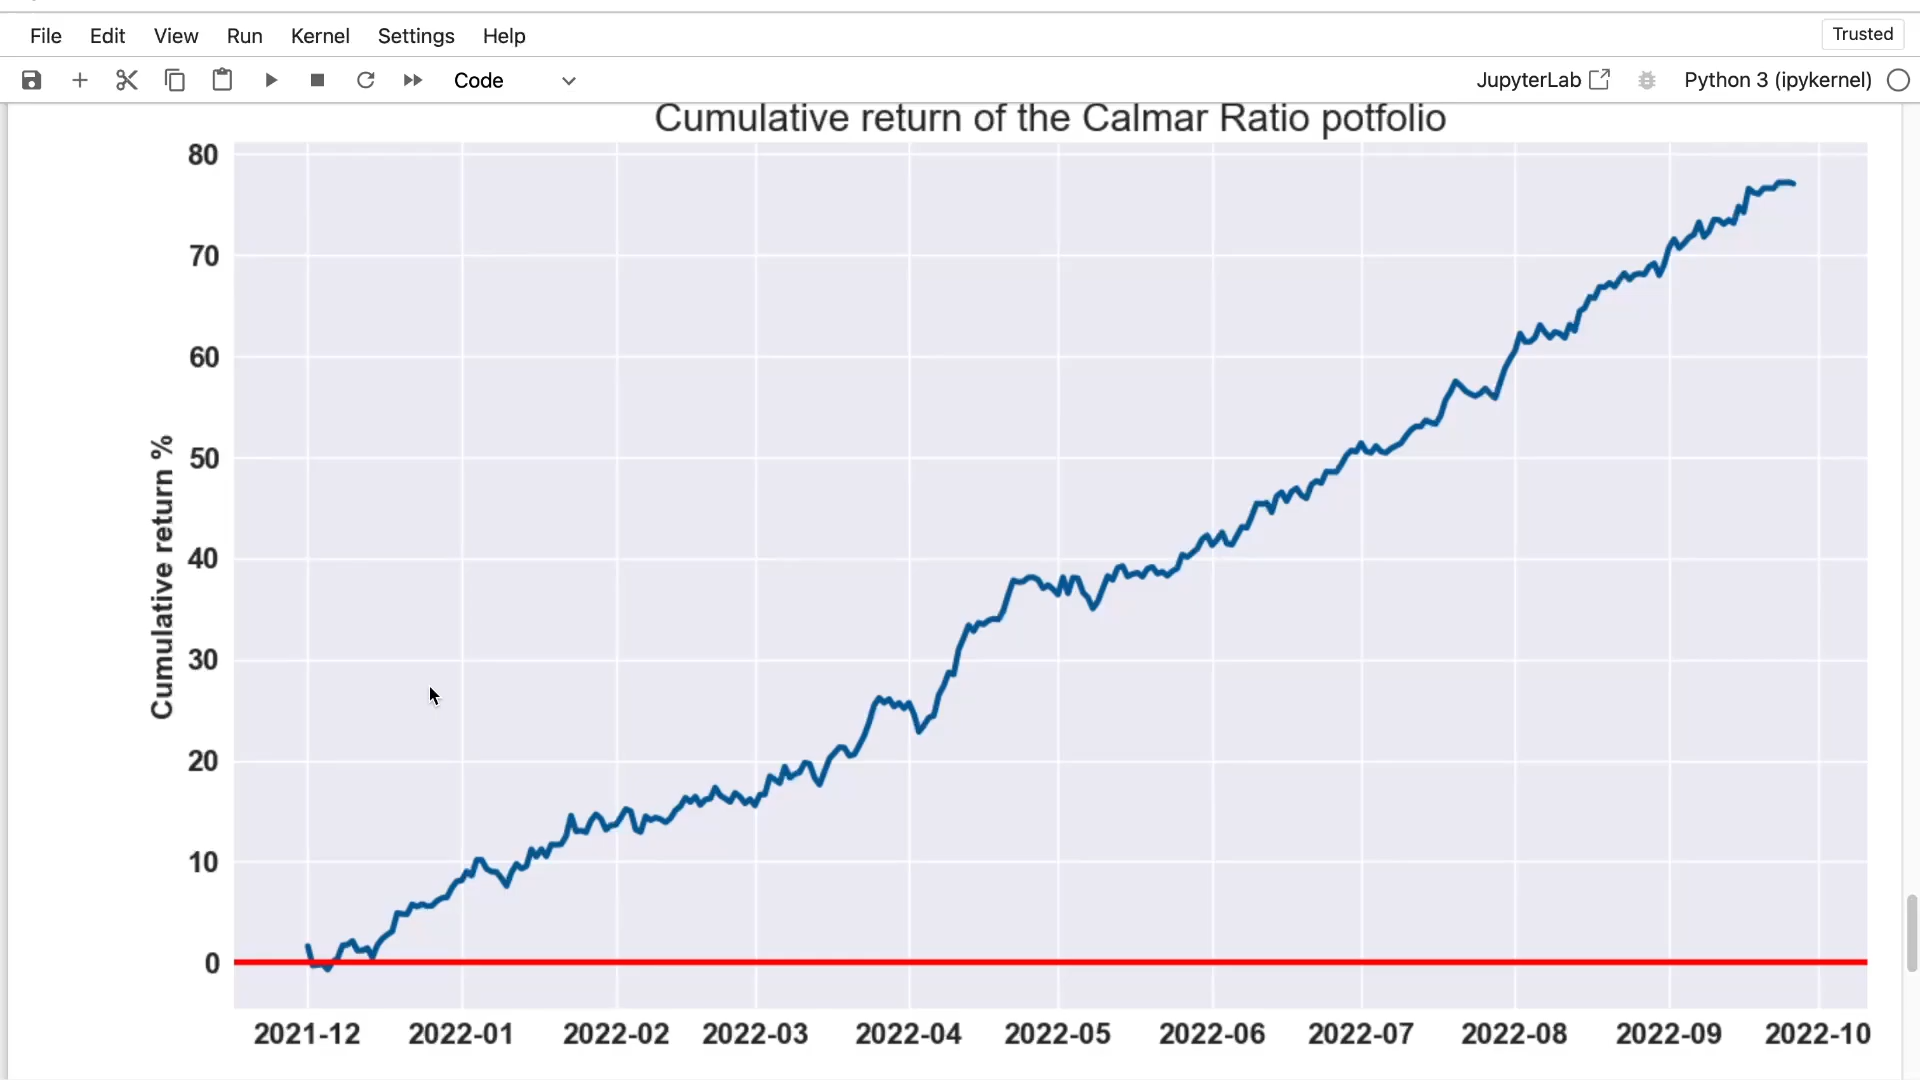 File Edit View Run Kernel Settings Help Trusted
Code JupyterLab Python 3 (ipykernel)
Cumulative return of the Calmar Ratio potfolio
80
70
60
50
40
30
20
10
0
Cumulative return %
2021-12 2022-01 2022-02 2022-03 2022-04 2022-05 2022-06 2022-07 2022-08 2022-09 2022-10